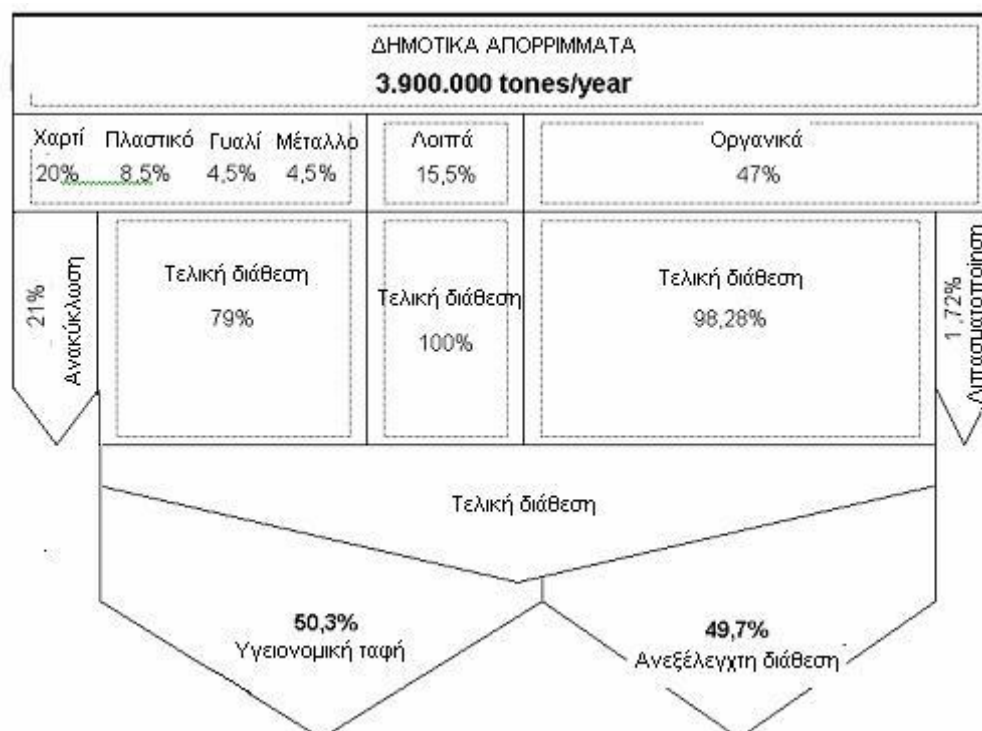 ΔΗΜΟΤΙΚΑ ΑΠΟΡΡΙΜΜΑΤΑ
3.900.000 tones/year
Χαρτί Πλαστικό Γυαλί Μέταλλο
20% 8,5% 4,5% 4,5%
Λοιπά
15,5%
Οργανικά
47%
21%
Ανακύκλωση
Τελική διάθεση
79%
Τελική διάθεση
100%
Τελική διάθεση
98,28%
1,72%
Λιπασματοποίηση
Τελική διάθεση
50,3%
Υγειονομική ταφή
49,7%
Ανεξέλεγχτη διάθεση